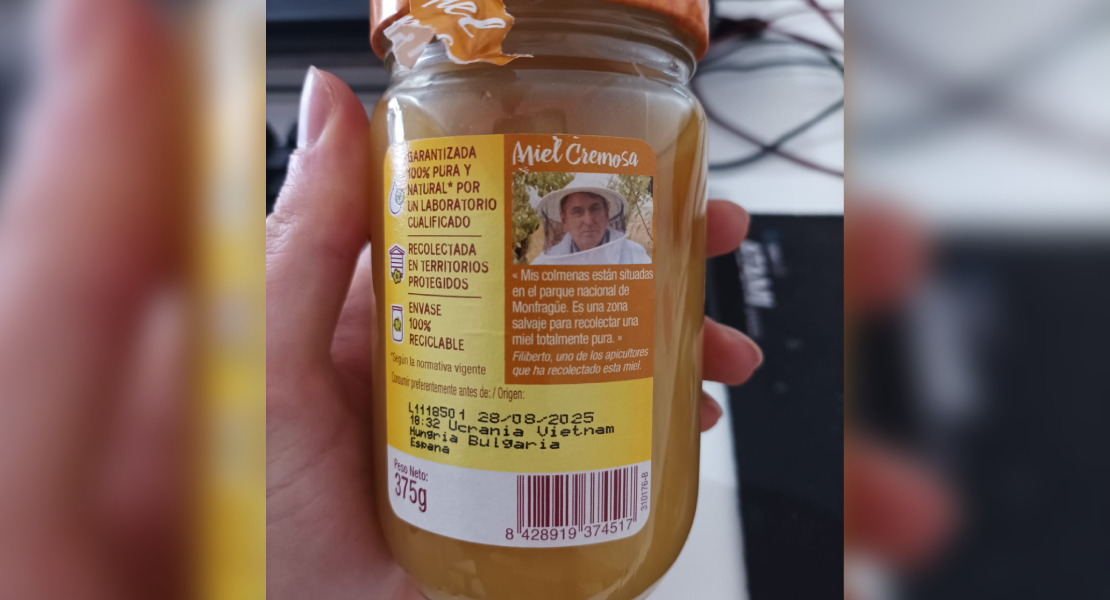 GARANTIZADA
100% PURA Y
NATURAL* POR
UN LABORATORIO
CUALIFICADO
RECOLECTADA
EN TERRITORIOS
PROTEGIDOS
ENVASE
100%
RECICLABLE
*Según la normativa vigente
Miel Cremosa
« Mis colmenas están situadas
en el parque nacional de
Monfragüe. Es una zona
salvaje para recolectar una
miel totalmente pura. »
Filiberto, uno de los apicultores
que ha recolectado esta miel.
Consumir preferentemente antes de: / Origen:
L1118501 28/08/2025
18:32 Ucrania Vietnam
Hungria Bulgaria
Espana
Peso Neto:
375g
8 428919 374517
310176-B